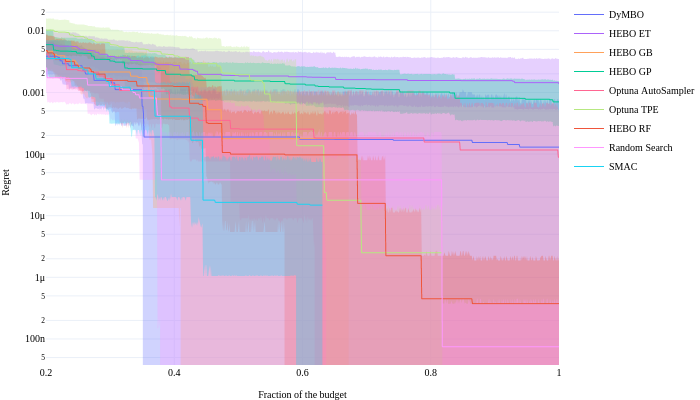 2
0.01
5
2
0.001
5
2
100μ
5
2
10μ
5
2
1μ
5
2
100n
5
0.2
0.4
0.6
0.8
1
Regret
Fraction of the budget
DyMBO
HEBO ET
HEBO GB
HEBO GP
Optuna AutoSampler
Optuna TPE
HEBO RF
Random Search
SMAC